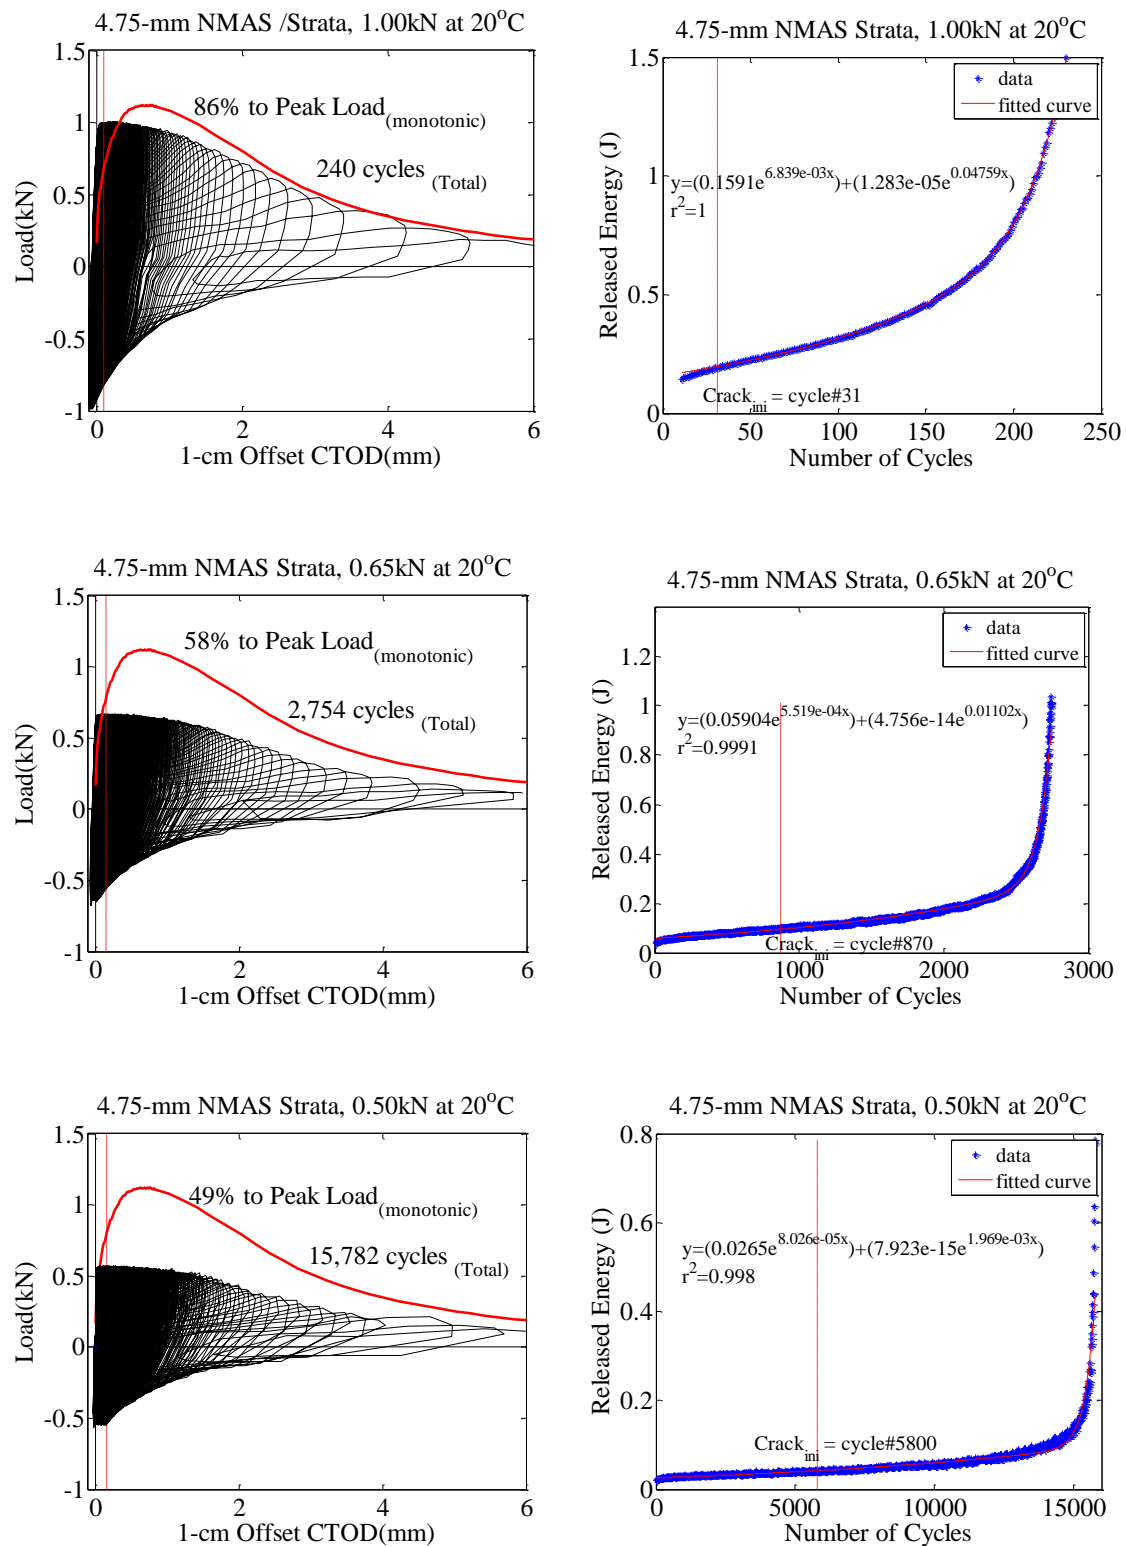 4.75-mm NMAS /Strata, 1.00kN at 20°C
1.5
1
0.5
0
-0.5
-1
Load(kN)
86% to Peak Load(monotonic)
240 cycles (Total)
0
2
4
6
1-cm Offset CTOD(mm)
4.75-mm NMAS Strata, 1.00kN at 20°C
1.5
1
0.5
0
Released Energy (J)
data
fitted curve
y=(0.1591e^6.839e-03x)+(1.283e-05e^0.04759x)
r²=1
Crack_ini = cycle#31
50
100
150
200
250
Number of Cycles
4.75-mm NMAS Strata, 0.65kN at 20°C
1.5
1
0.5
0
-0.5
-1
Load(kN)
58% to Peak Load(monotonic)
2,754 cycles (Total)
0
2
4
6
1-cm Offset CTOD(mm)
4.75-mm NMAS Strata, 0.65kN at 20°C
1.2
1
0.8
0.6
0.4
0.2
0
Released Energy (J)
data
fitted curve
y=(0.05904e^5.519e-04x)+(4.756e-14e^0.01102x)
r²=0.9991
Crack_ini = cycle#870
0
1000
2000
3000
Number of Cycles
4.75-mm NMAS Strata, 0.50kN at 20°C
1.5
1
0.5
0
-0.5
-1
Load(kN)
49% to Peak Load(monotonic)
15,782 cycles (Total)
0
2
4
6
1-cm Offset CTOD(mm)
4.75-mm NMAS Strata, 0.50kN at 20°C
0.8
0.6
0.4
0.2
0
Released Energy (J)
data
fitted curve
y=(0.0265e^8.026e-05x)+(7.923e-15e^1.969e-03x)
r²=0.998
Crack_ini = cycle#5800
0
5000
10000
15000
Number of Cycles